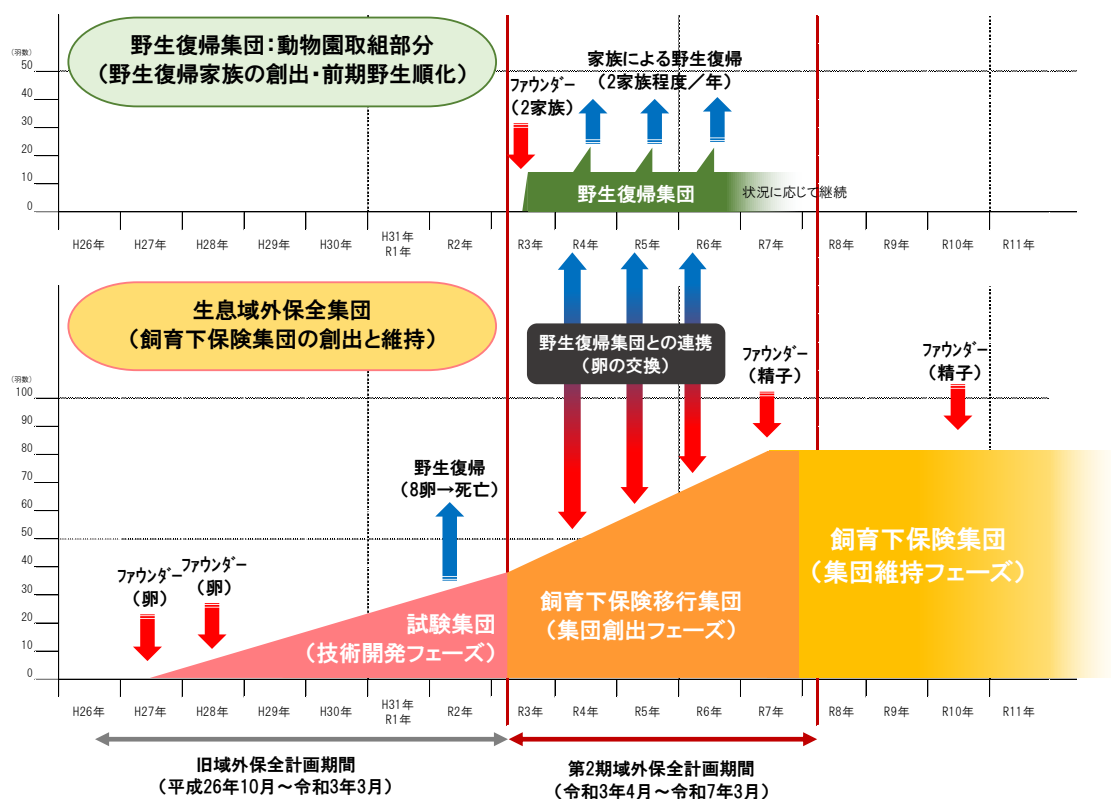 野生復帰集団：動物園取組部分
（野生復帰家族の創出・前期野生順化）
（羽数）
50
40
30
20
10
0
ファウンダー
（2家族）
家族による野生復帰
（2家族程度／年）
野生復帰集団
状況に応じて継続
H26年
H27年
H28年
H29年
H30年
H31年
R1年
R2年
R3年
R4年
R5年
R6年
R7年
R8年
R9年
R10年
R11年
生息域外保全集団
（飼育下保険集団の創出と維持）
野生復帰集団との連携
（卵の交換）
ファウンダー
（精子）
ファウンダー
（精子）
（羽数）
100
90
80
70
60
50
40
30
20
10
0
野生復帰
（8卵→死亡）
ファウンダー
（卵）
ファウンダー
（卵）
試験集団
（技術開発フェーズ）
飼育下保険移行集団
（集団創出フェーズ）
飼育下保険集団
（集団維持フェーズ）
H26年
H27年
H28年
H29年
H30年
H31年
R1年
R2年
R3年
R4年
R5年
R6年
R7年
R8年
R9年
R10年
R11年
旧域外保全計画期間
（平成26年10月～令和3年3月）
第2期域外保全計画期間
（令和3年4月～令和7年3月）